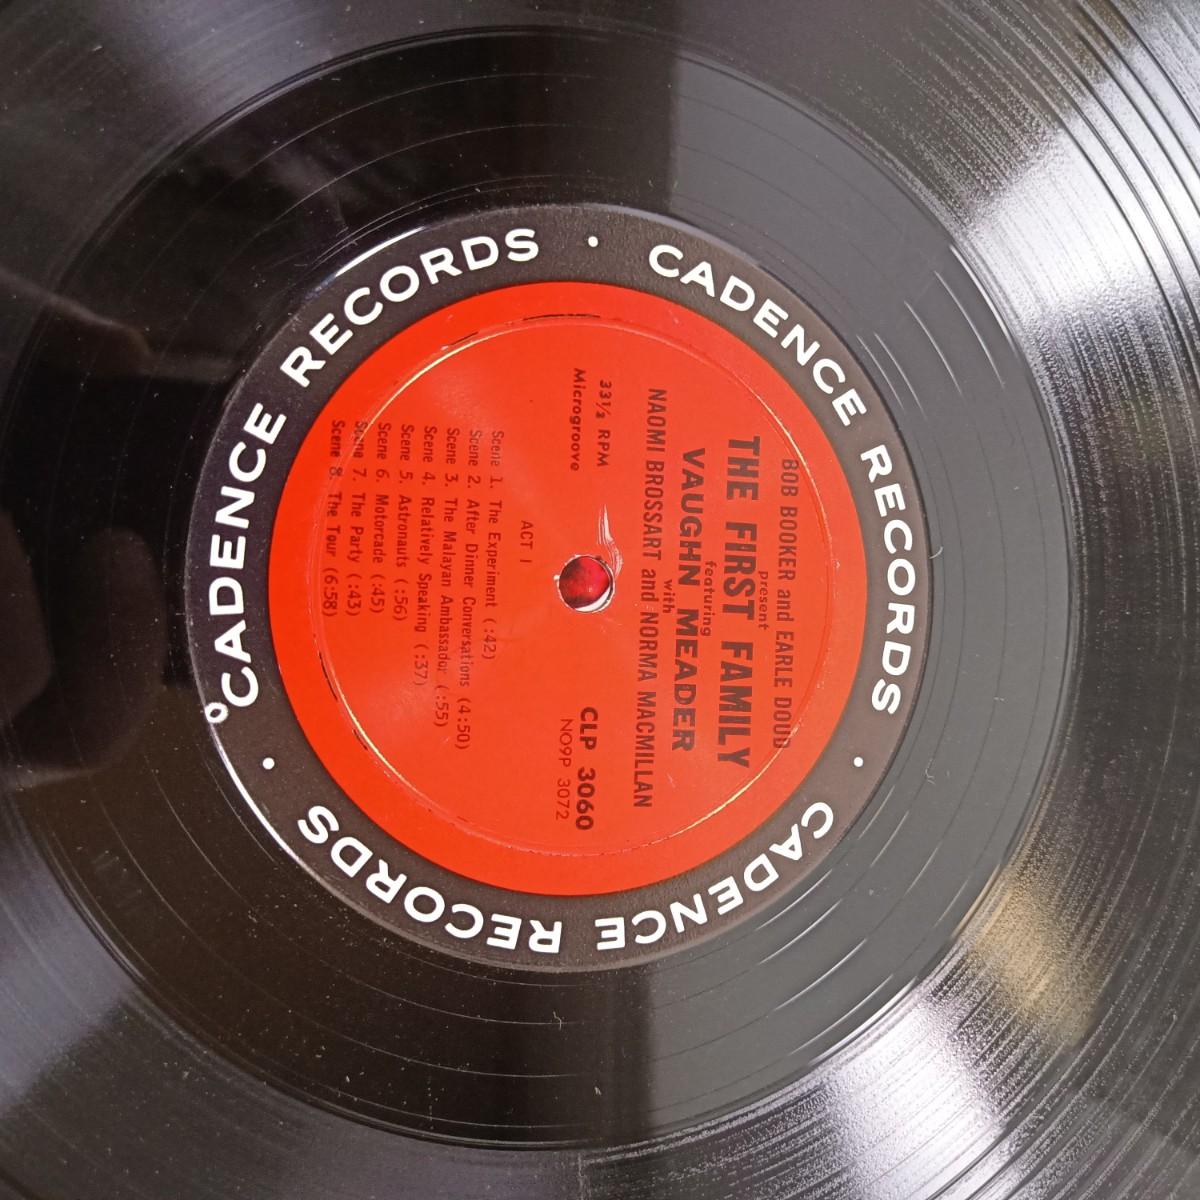 CADENCE RECORDS • CADENCE RECORDS • CADENCE RECORDS •
BOB BOOKER and EARLE DOUD
present
THE FIRST FAMILY
featuring
VAUGHN MEADER
with
NAOMI BROSSART and NORMA MACMILLAN
33⅓ RPM
Microgroove
CLP 3060
NO9P 3072
ACT I
Scene 1. The Experiment (:42)
Scene 2. After Dinner Conversations (4:50)
Scene 3. The Malayan Ambassador (:55)
Scene 4. Relatively Speaking (:37)
Scene 5. Astronauts (:56)
Scene 6. Motorcade (:45)
Scene 7. The Party (:43)
Scene 8. The Tour (6:58)